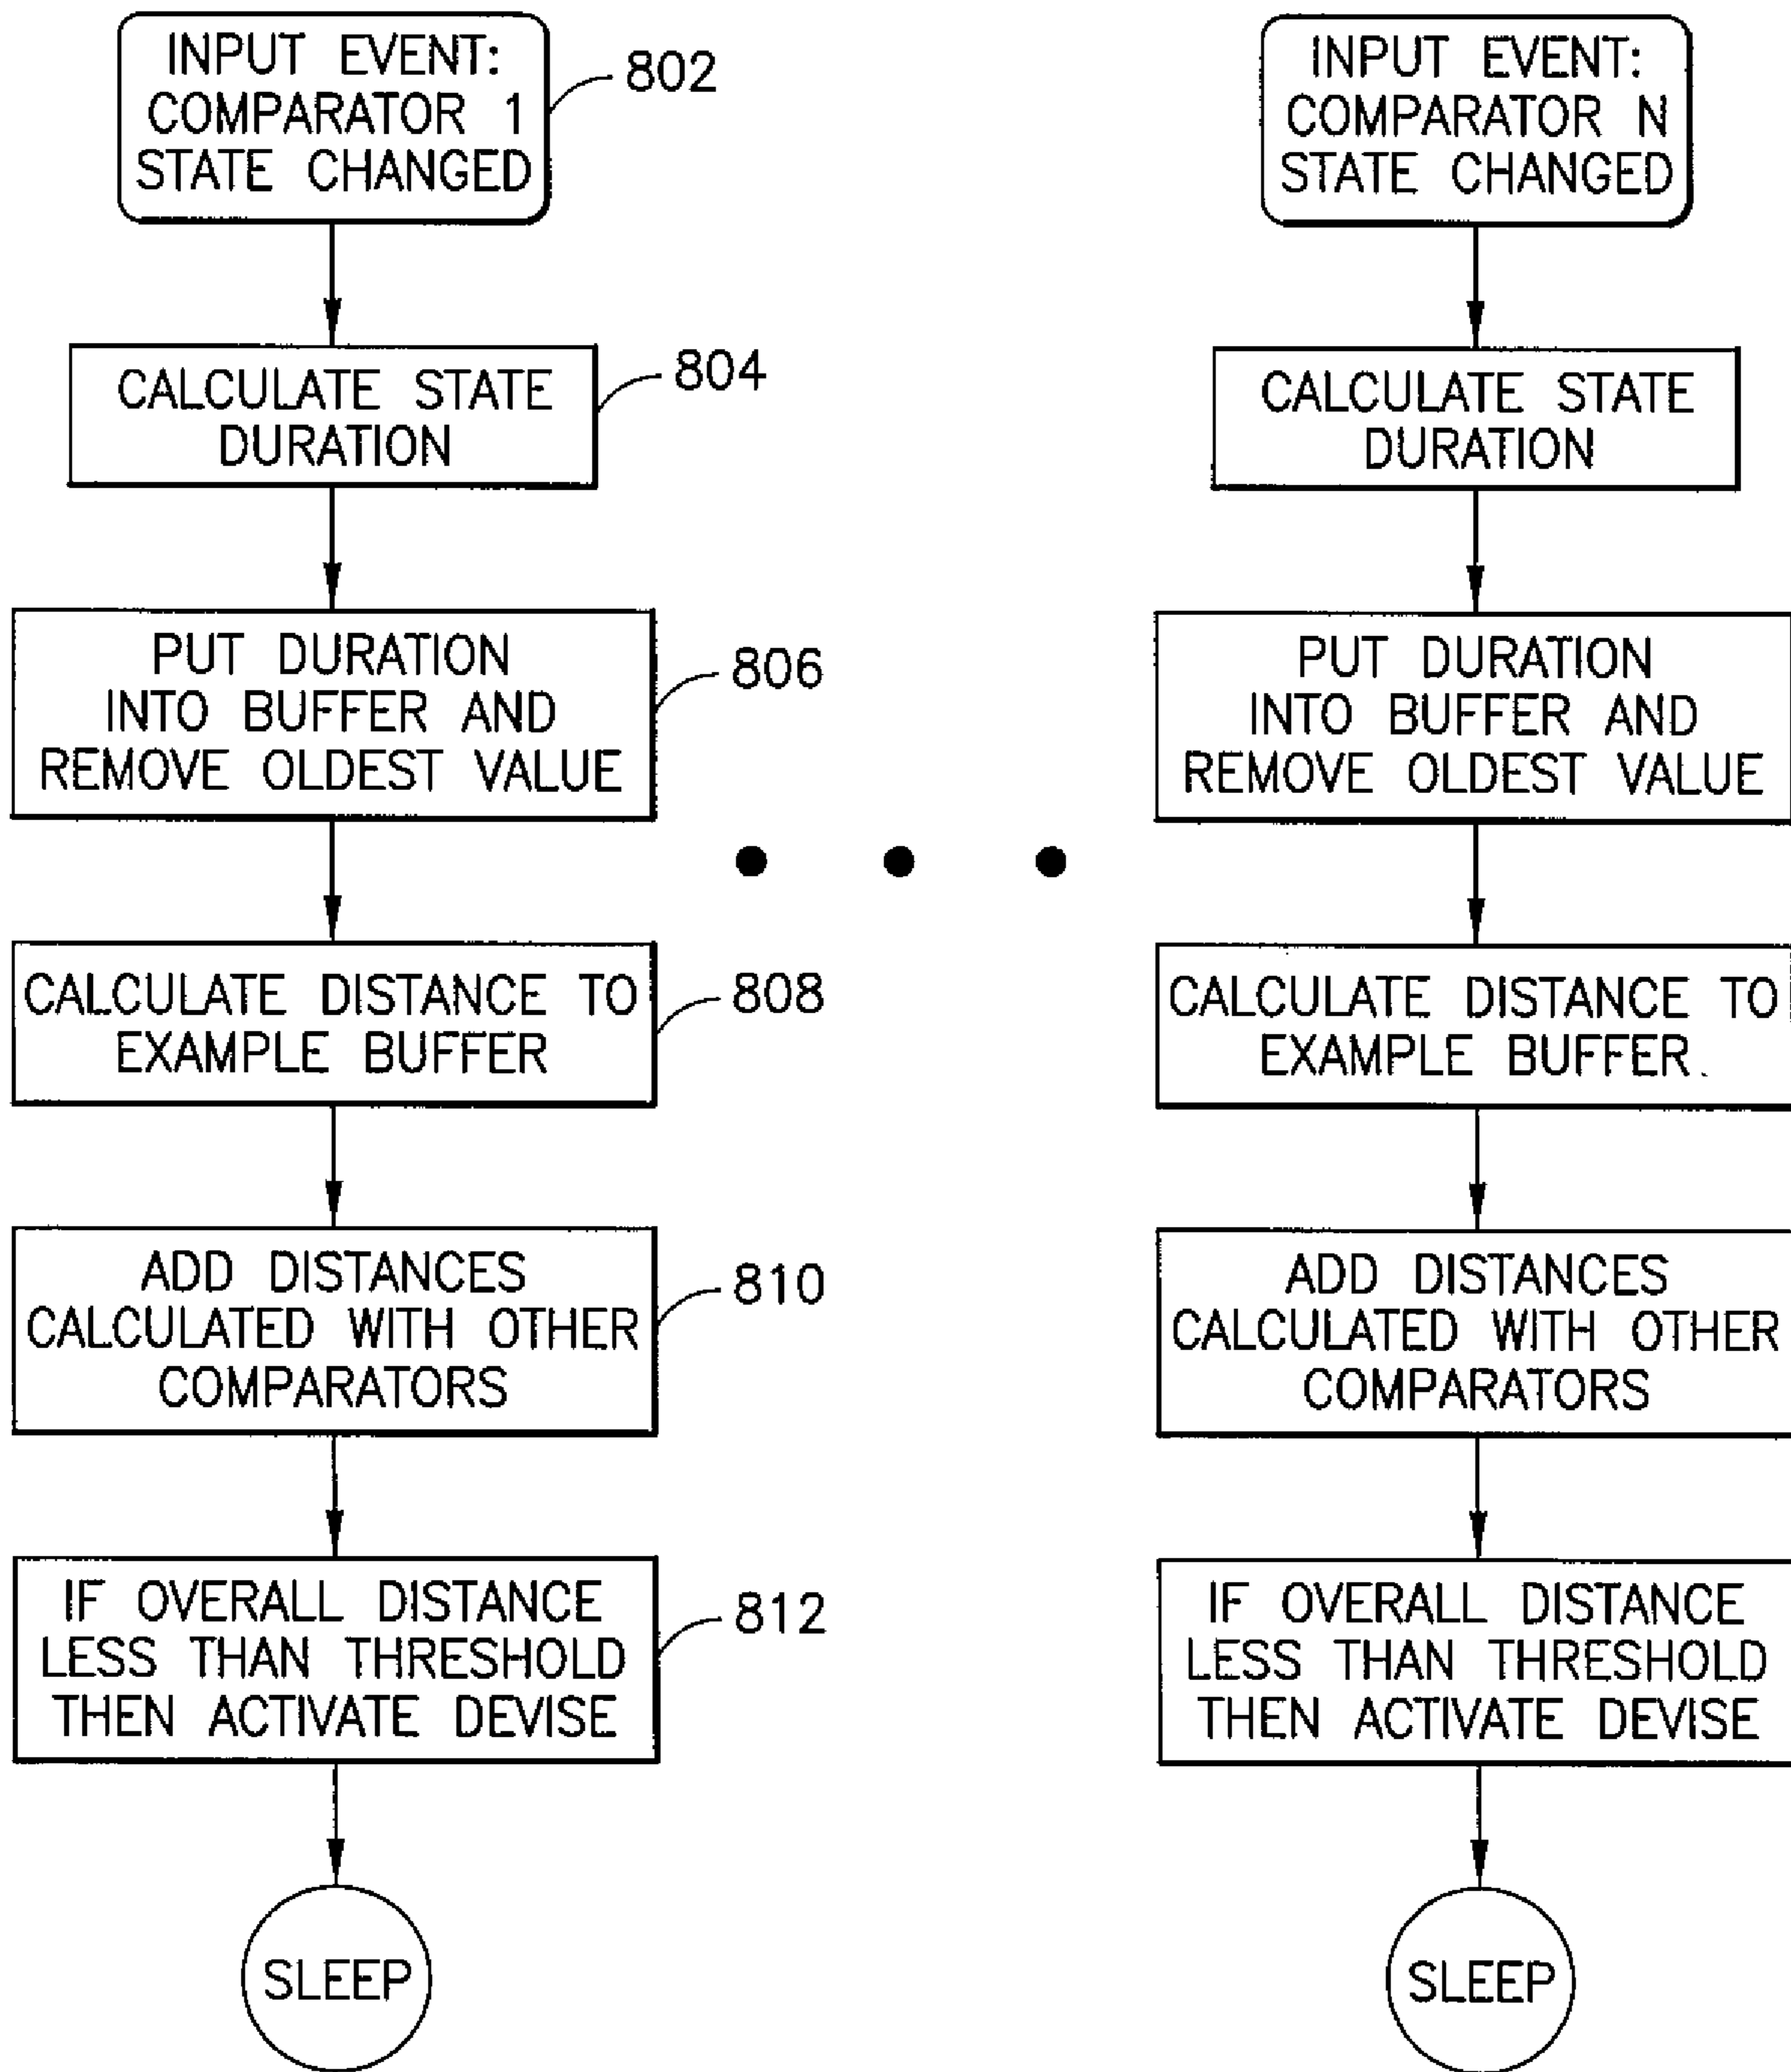 INPUT EVENT:
COMPARATOR 1
STATE CHANGED
802
CALCULATE STATE
DURATION
804
PUT DURATION
INTO BUFFER AND
REMOVE OLDEST VALUE
806
CALCULATE DISTANCE TO
EXAMPLE BUFFER
808
ADD DISTANCES
CALCULATED WITH OTHER
COMPARATORS
810
IF OVERALL DISTANCE
LESS THAN THRESHOLD
THEN ACTIVATE DEVISE
812
SLEEP
INPUT EVENT:
COMPARATOR N
STATE CHANGED
CALCULATE STATE
DURATION
PUT DURATION
INTO BUFFER AND
REMOVE OLDEST VALUE
CALCULATE DISTANCE TO
EXAMPLE BUFFER
ADD DISTANCES
CALCULATED WITH OTHER
COMPARATORS
IF OVERALL DISTANCE
LESS THAN THRESHOLD
THEN ACTIVATE DEVISE
SLEEP